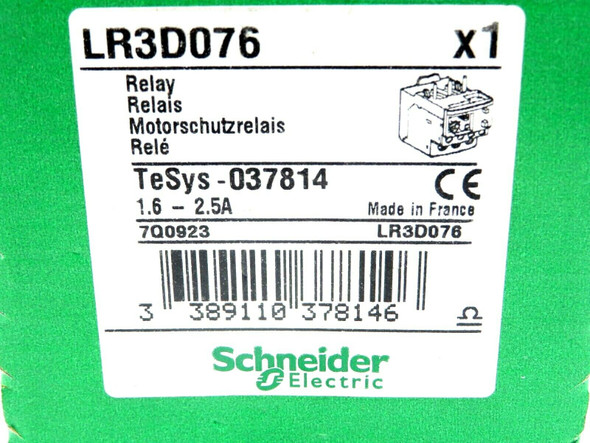 LR3D076 x1
Relay
Relais
Motorschutzrelais
Relé
TeSys - 037814 CE
1.6 - 2.5A Made in France
7Q0923 LR3D076
3 389110 378146
Schneider
Electric